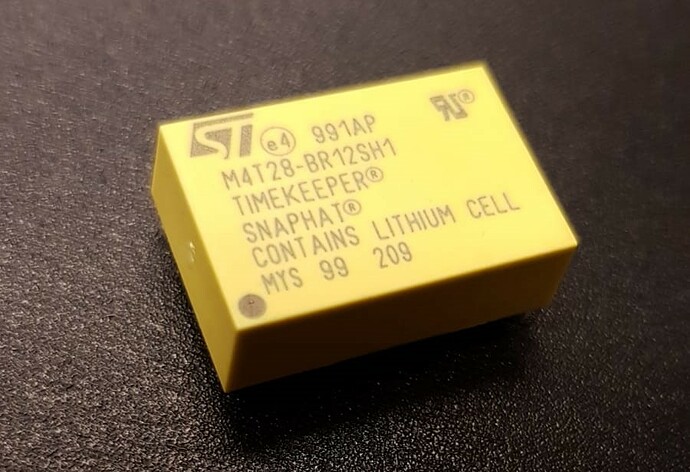 ST e4 991AP
M4T28-BR12SH1
TIMEKEEPER®
SNAPHAT®
CONTAINS LITHIUM CELL
MYS 99 209